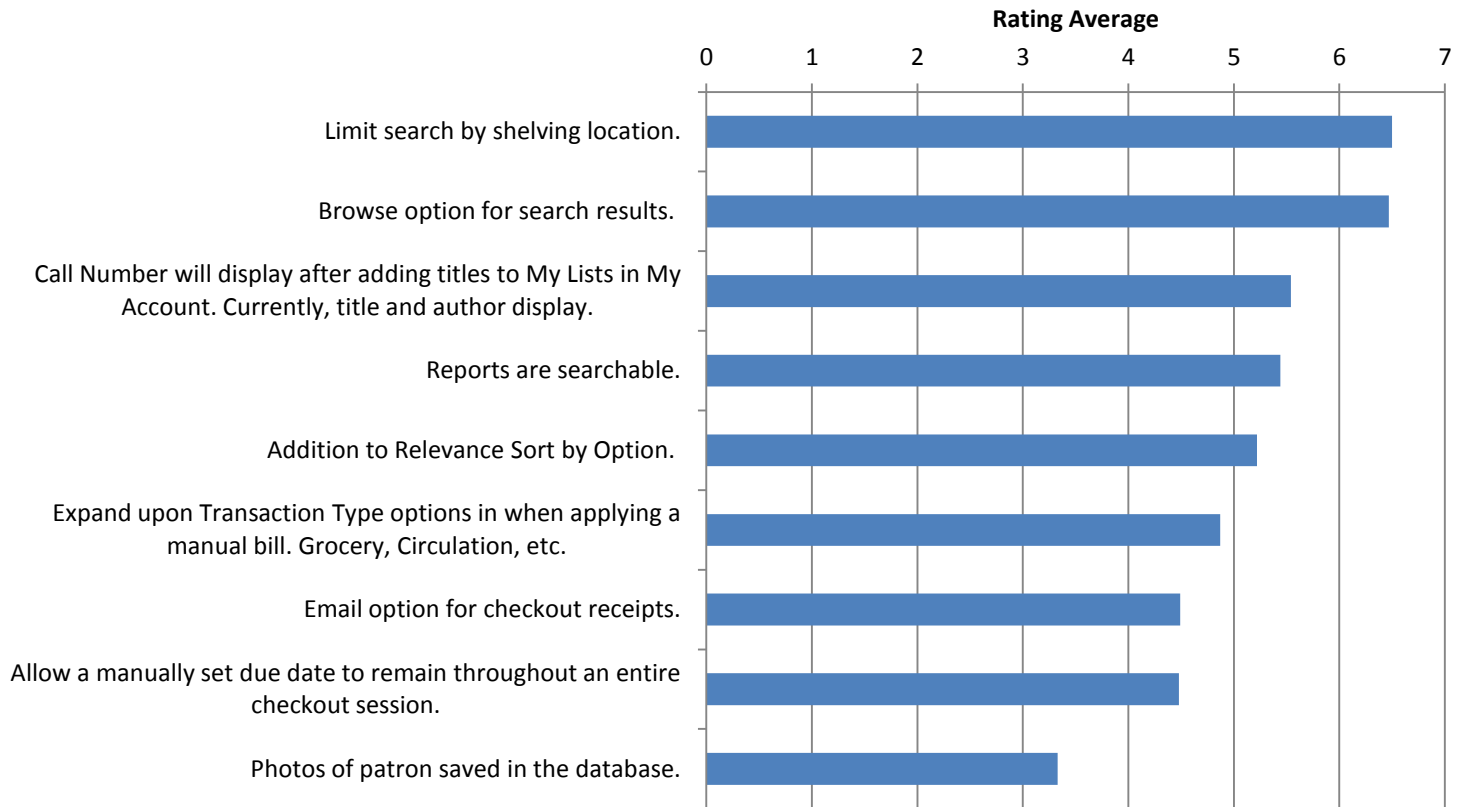 Rating Average
0 1 2 3 4 5 6 7
Limit search by shelving location.
Browse option for search results.
Call Number will display after adding titles to My Lists in My
Account. Currently, title and author display.
Reports are searchable.
Addition to Relevance Sort by Option.
Expand upon Transaction Type options in when applying a
manual bill. Grocery, Circulation, etc.
Email option for checkout receipts.
Allow a manually set due date to remain throughout an entire
checkout session.
Photos of patron saved in the database.